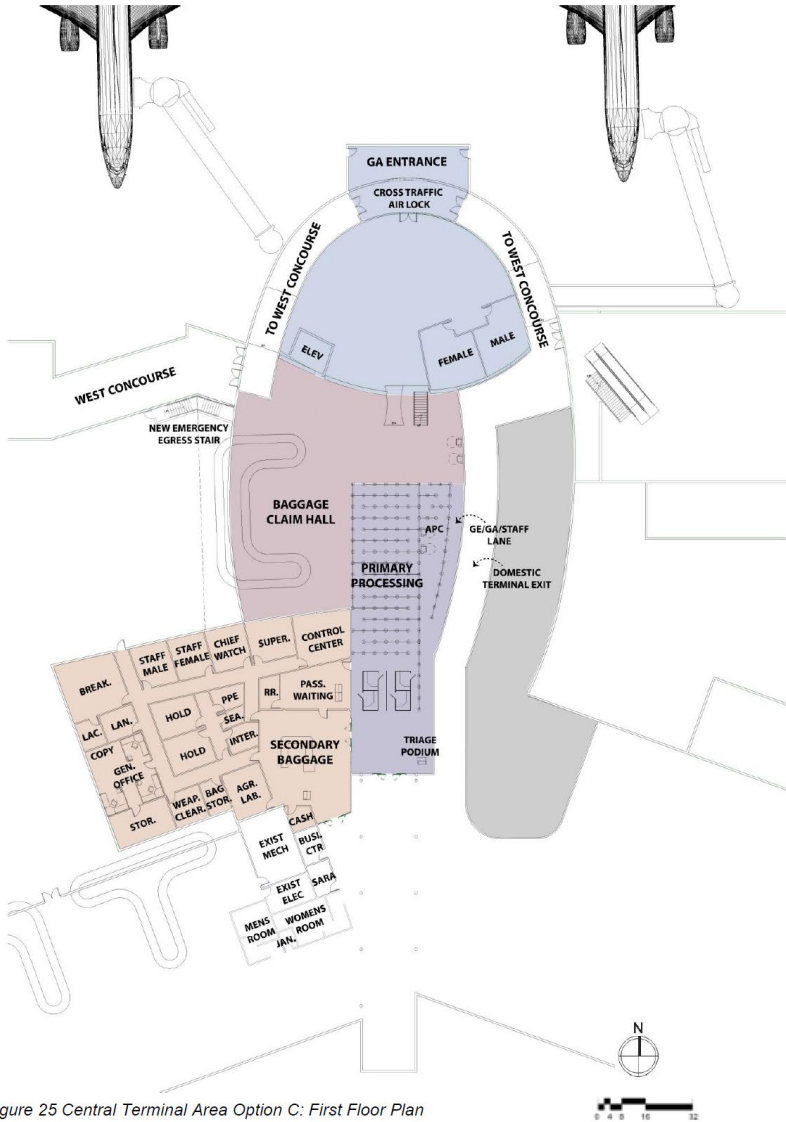 GA ENTRANCE
CROSS TRAFFIC
AIR LOCK
TO WEST CONCOURSE
TO WEST CONCOURSE
ELEV
FEMALE
MALE
WEST CONCOURSE
NEW EMERGENCY
EGRESS STAIR
BAGGAGE
CLAIM HALL
APC
GE/GA/STAFF
LANE
PRIMARY
PROCESSING
DOMESTIC
TERMINAL EXIT
BREAK.
STAFF
MALE
STAFF
FEMALE
CHIEF
WATCH
SUPER.
CONTROL
CENTER
LAC.
LAN.
HOLD
PPE
RR.
PASS.
WAITING
SEA.
COPY
GEN.
OFFICE
HOLD
INTER.
SECONDARY
BAGGAGE
TRIAGE
PODIUM
STOR.
WEAP.
CLEAR.
BAG
STOR.
AGR.
LAB.
CASH
EXIST
MECH
BUSI.
CTR
SARA
EXIST
ELEC
MENS
ROOM
WOMENS
ROOM
JAN.
N
gure 25 Central Terminal Area Option C: First Floor Plan
0 4 8 16 32